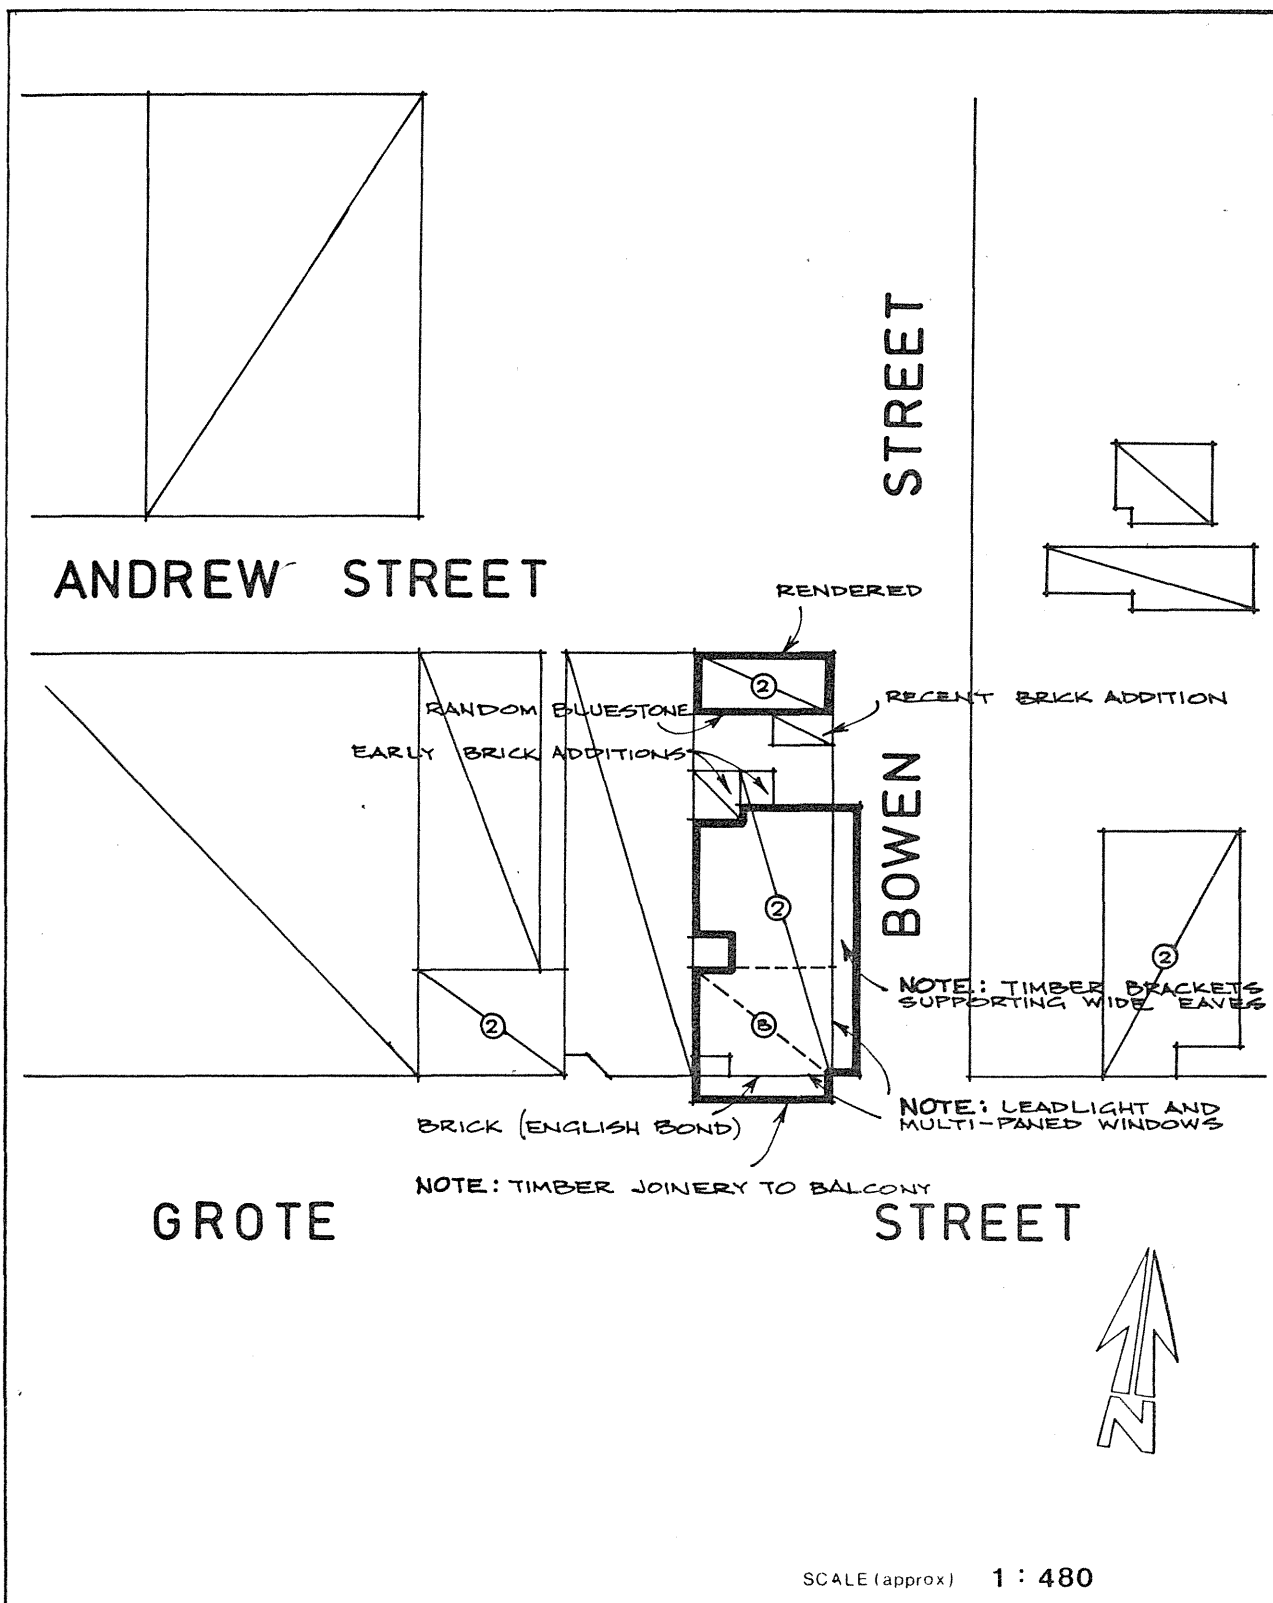 STREET
ANDREW STREET
RENDERED
2
RANDOM BLUESTONE
RECENT BRICK ADDITION
EARLY BRICK ADDITIONS
BOWEN
2
2
NOTE: TIMBER BRACKETS
SUPPORTING WIDE EAVES
2
B
NOTE: LEADLIGHT AND
MULTI-PANED WINDOWS
BRICK (ENGLISH BOND)
NOTE: TIMBER JOINERY TO BALCONY
GROTE STREET
N
SCALE (approx) 1 : 480